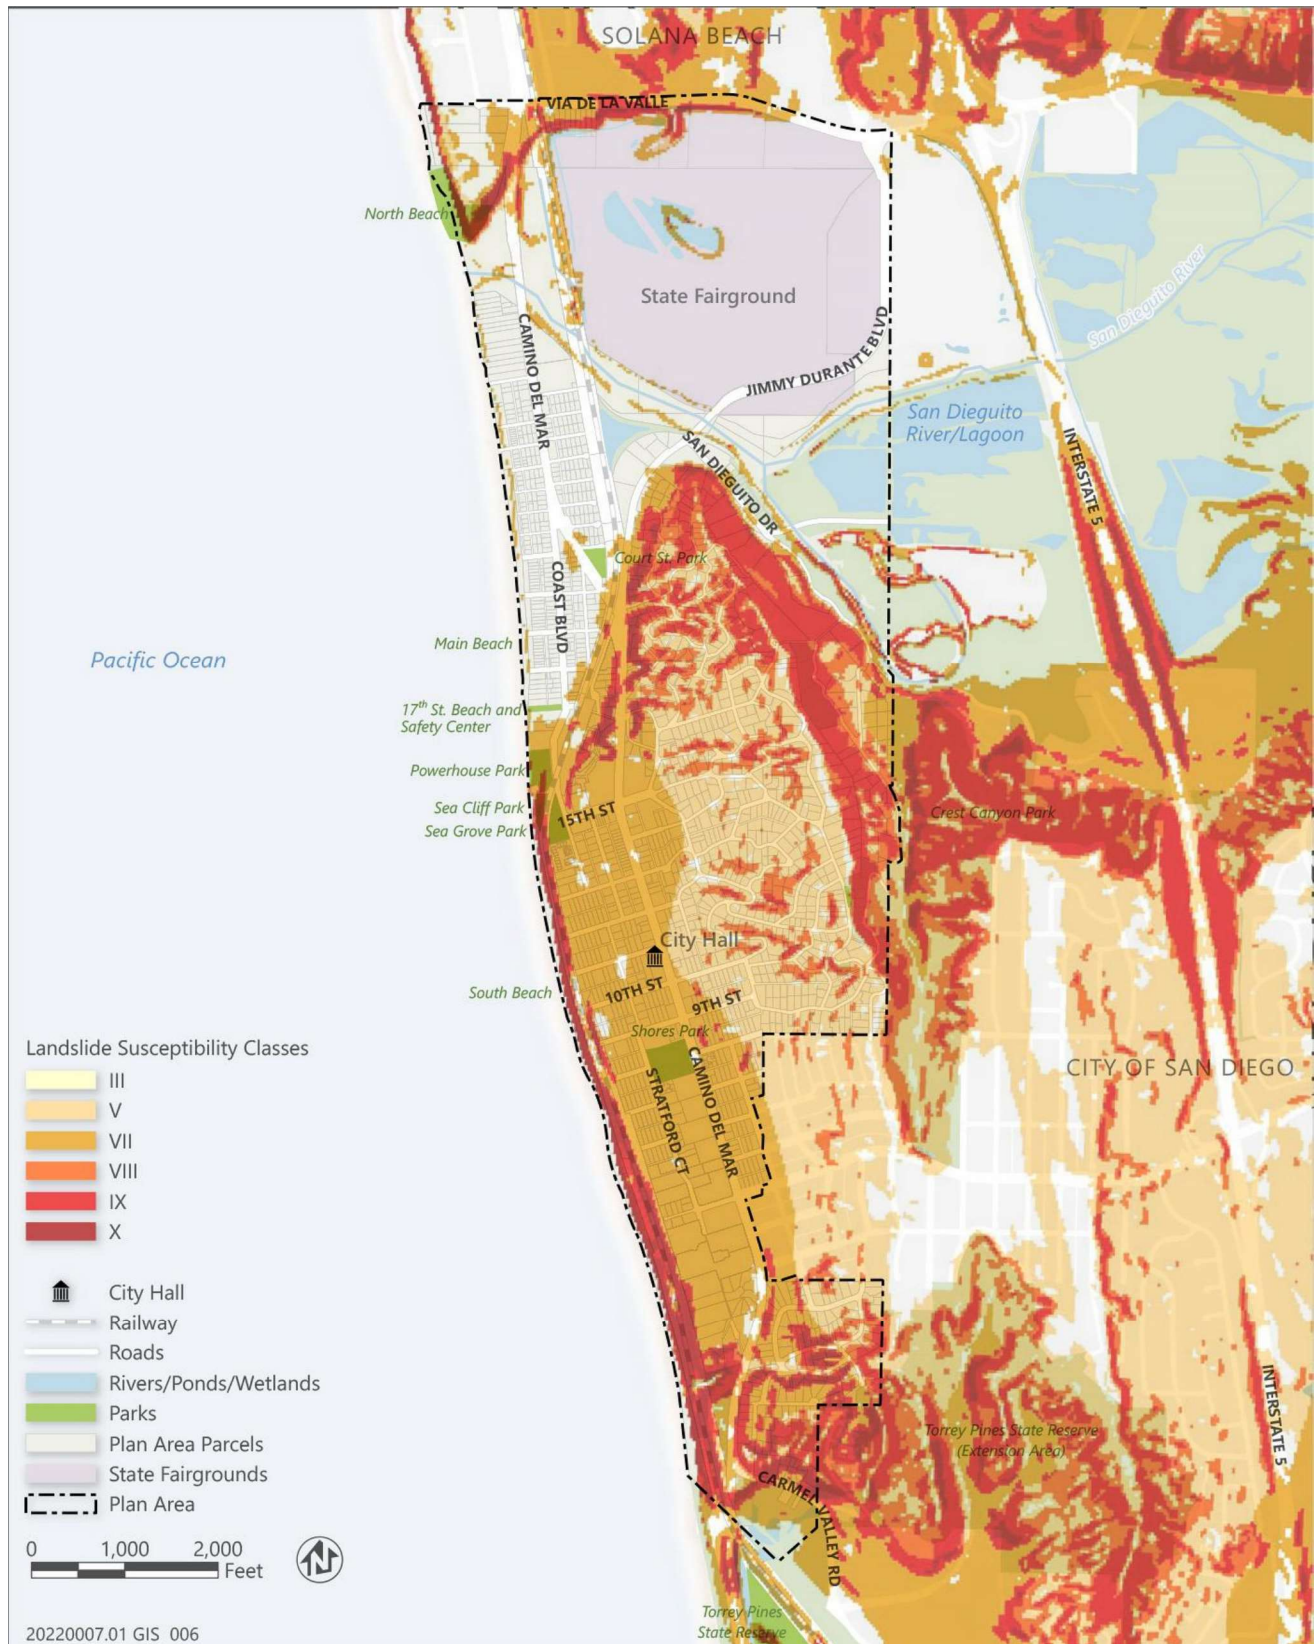 SOLANA BEACH
VIA DE LA VALLE
North Beach
State Fairground
San Dieguito River
CAMINO DEL MAR
JIMMY DURANTE BLVD
San Dieguito
River/Lagoon
SAN DIEGUITO DR
INTERSTATE 5
Court St. Park
COAST BLVD
Main Beach
Pacific Ocean
17th St. Beach and
Safety Center
Powerhouse Park
Sea Cliff Park
15TH ST
Crest Canyon Park
Sea Grove Park
City Hall
South Beach
10TH ST
9TH ST
Shores Park
CITY OF SAN DIEGO
STRATFORD CT
CAMINO DEL MAR
Landslide Susceptibility Classes
III
V
VII
VIII
IX
X
City Hall
Railway
Roads
Rivers/Ponds/Wetlands
Parks
Plan Area Parcels
State Fairgrounds
Plan Area
INTERSTATE 5
Torrey Pines State Reserve
(Extension Area)
CARMEL VALLEY RD
0 1,000 2,000
Feet
N
Torrey Pines
State Reserve
20220007.01 GIS 006